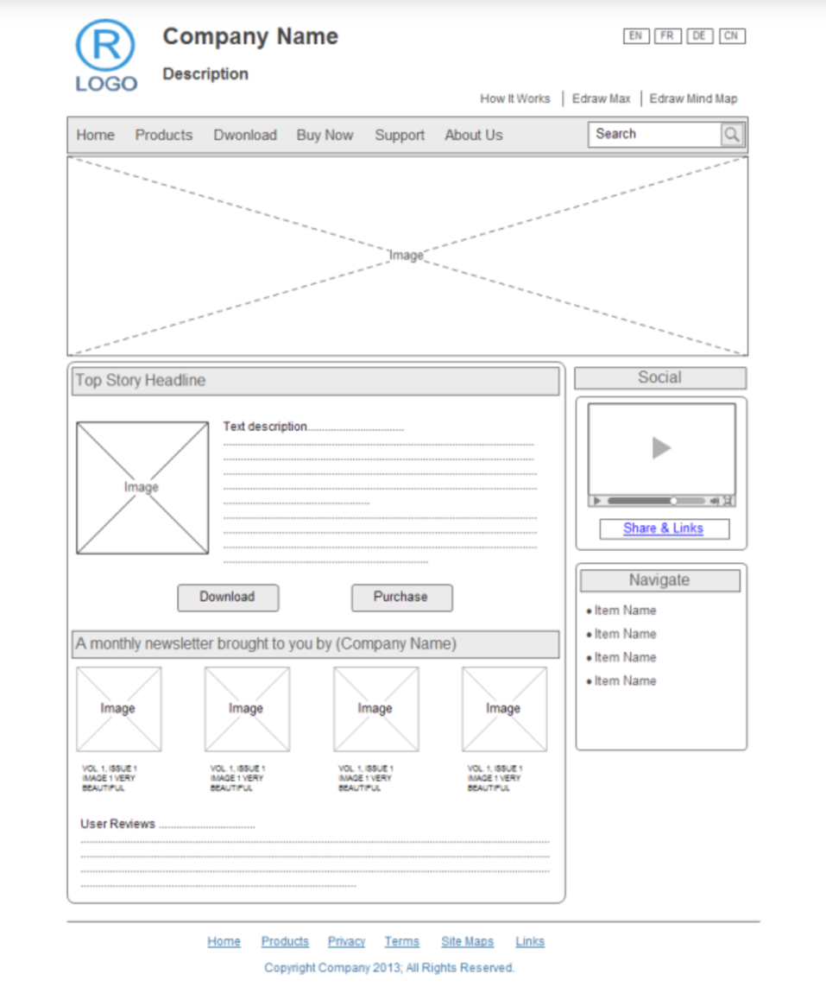 R
LOGO
Company Name
Description
EN FR DE CN
How It Works Edraw Max Edraw Mind Map
Home Products Dwonload Buy Now Support About Us Search
Image
Top Story Headline
Image
Text description
Download Purchase
A monthly newsletter brought to you by (Company Name)
Image Image Image Image
VOL. 1, ISSUE 1 VOL. 1, ISSUE 1 VOL. 1, ISSUE 1 VOL. 1, ISSUE 1
IMAGE 1 VERY IMAGE 1 VERY IMAGE 1 VERY IMAGE 1 VERY
BEAUTIFUL BEAUTIFUL BEAUTIFUL BEAUTIFUL
User Reviews
Social
Share & Links
Navigate
• Item Name
• Item Name
• Item Name
• Item Name
Home Products Privacy Terms Site Maps Links
Copyright Company 2013; All Rights Reserved.